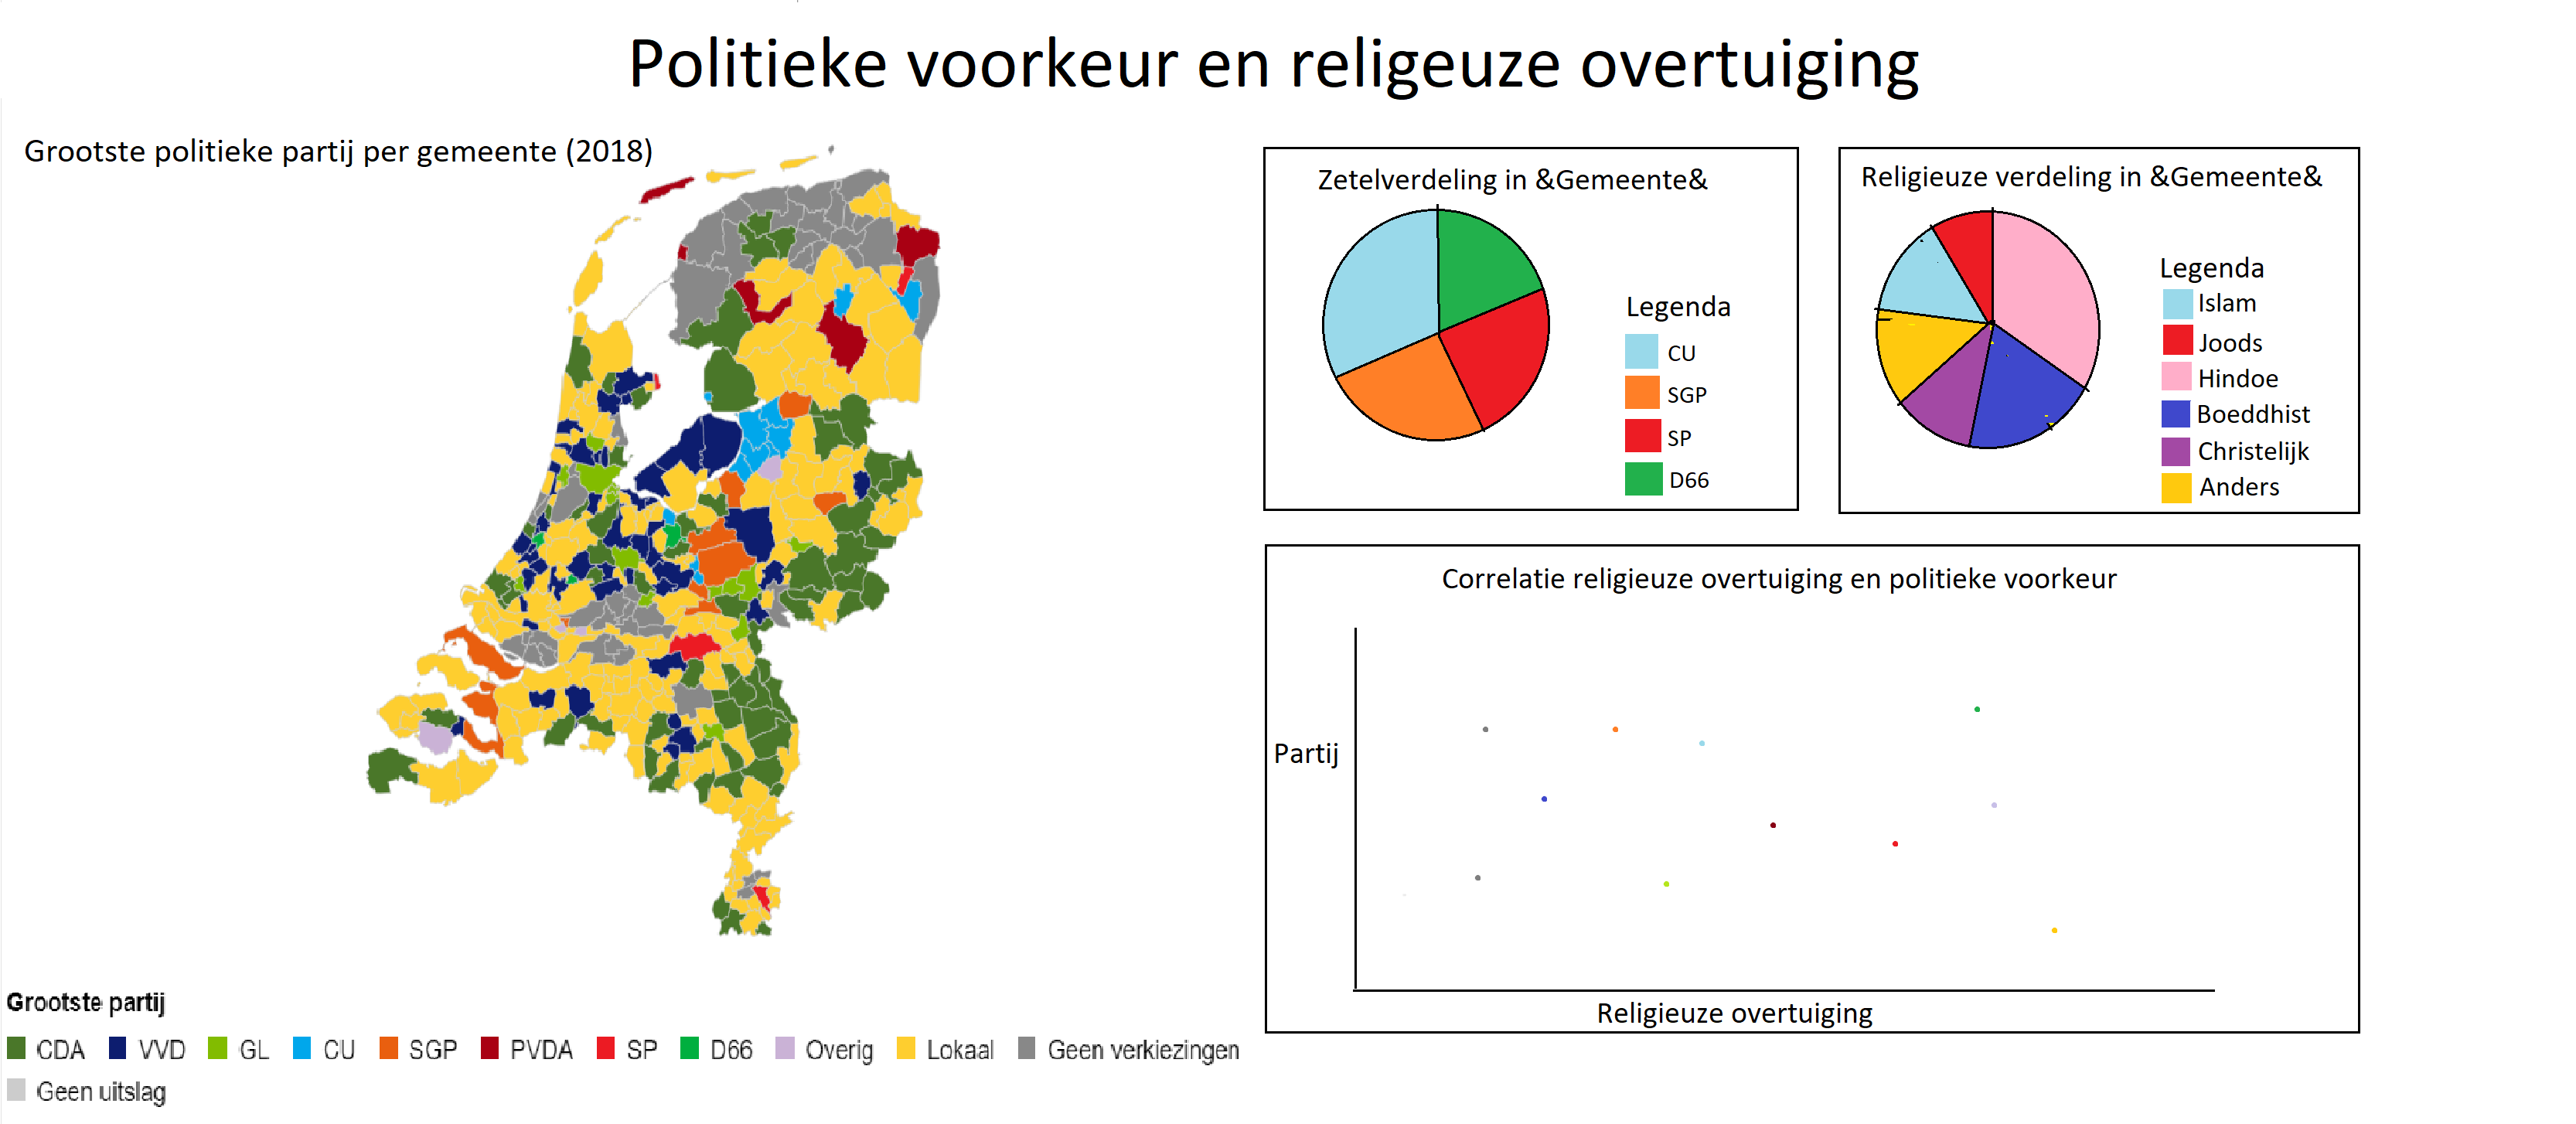 Politieke voorkeur en religeuze overtuiging
Grootste politieke partij per gemeente (2018)
Zetelverdeling in &Gemeente&
Legenda
CU
SGP
SP
D66
Religieuze verdeling in &Gemeente&
Legenda
Islam
Joods
Hindoe
Boeddhist
Christelijk
Anders
Correlatie religieuze overtuiging en politieke voorkeur
Partij
Religieuze overtuiging
Grootste partij
CDA VVD GL CU SGP PVDA SP D66 Overig Lokaal Geen verkiezingen
Geen uitslag